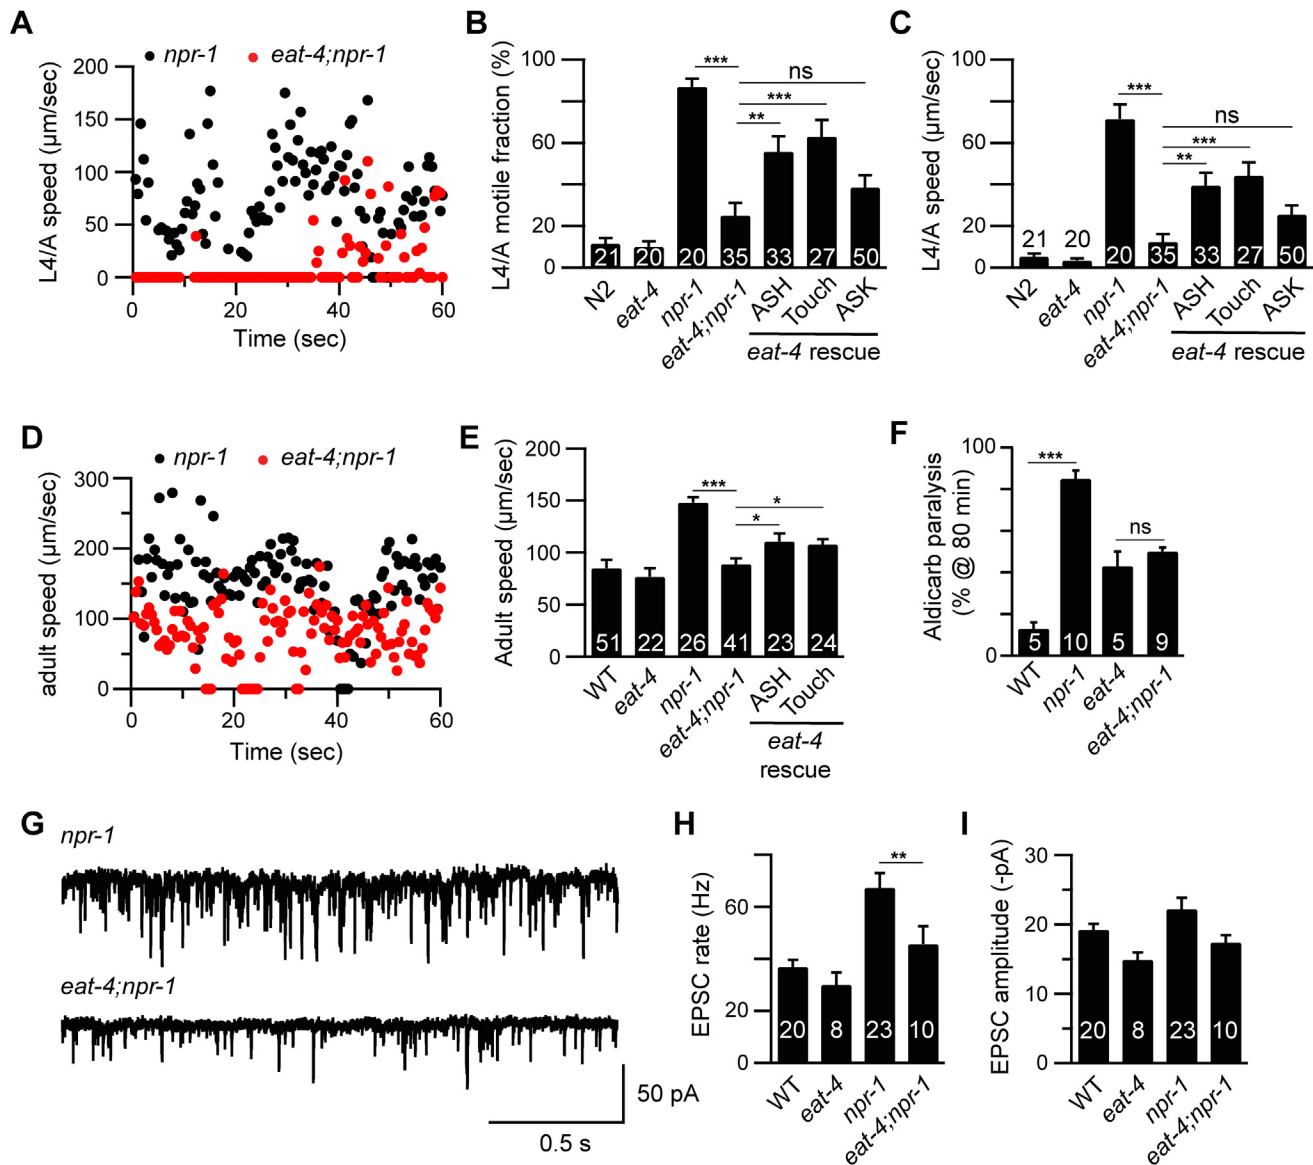 A
npr-1
eat-4;npr-1
L4/A speed (µm/sec)
200
150
100
50
0
0
20
40
60
Time (sec)
B
L4/A motile fraction (%)
100
60
20
0
***
ns
***
**
21
20
20
35
33
27
50
N2
eat-4
npr-1
eat-4;npr-1
ASH
Touch
ASK
eat-4 rescue
C
L4/A speed (µm/sec)
100
60
20
0
***
ns
***
**
21
20
20
35
33
27
50
N2
eat-4
npr-1
eat-4;npr-1
ASH
Touch
ASK
eat-4 rescue
D
npr-1
eat-4;npr-1
adult speed (µm/sec)
300
200
100
0
0
20
40
60
Time (sec)
E
Adult speed (µm/sec)
200
150
100
50
0
***
*
*
51
22
26
41
23
24
WT
eat-4
npr-1
eat-4;npr-1
ASH
Touch
eat-4
rescue
F
Aldicarb paralysis
(% @ 80 min)
100
0
***
ns
5
10
5
9
WT
npr-1
eat-4
eat-4;npr-1
G
npr-1
eat-4;npr-1
50 pA
0.5 s
H
EPSC rate (Hz)
60
20
0
**
20
8
23
10
WT
eat-4
npr-1
eat-4;npr-1
I
EPSC amplitude (-pA)
30
20
10
0
20
8
23
10
WT
eat-4
npr-1
eat-4;npr-1